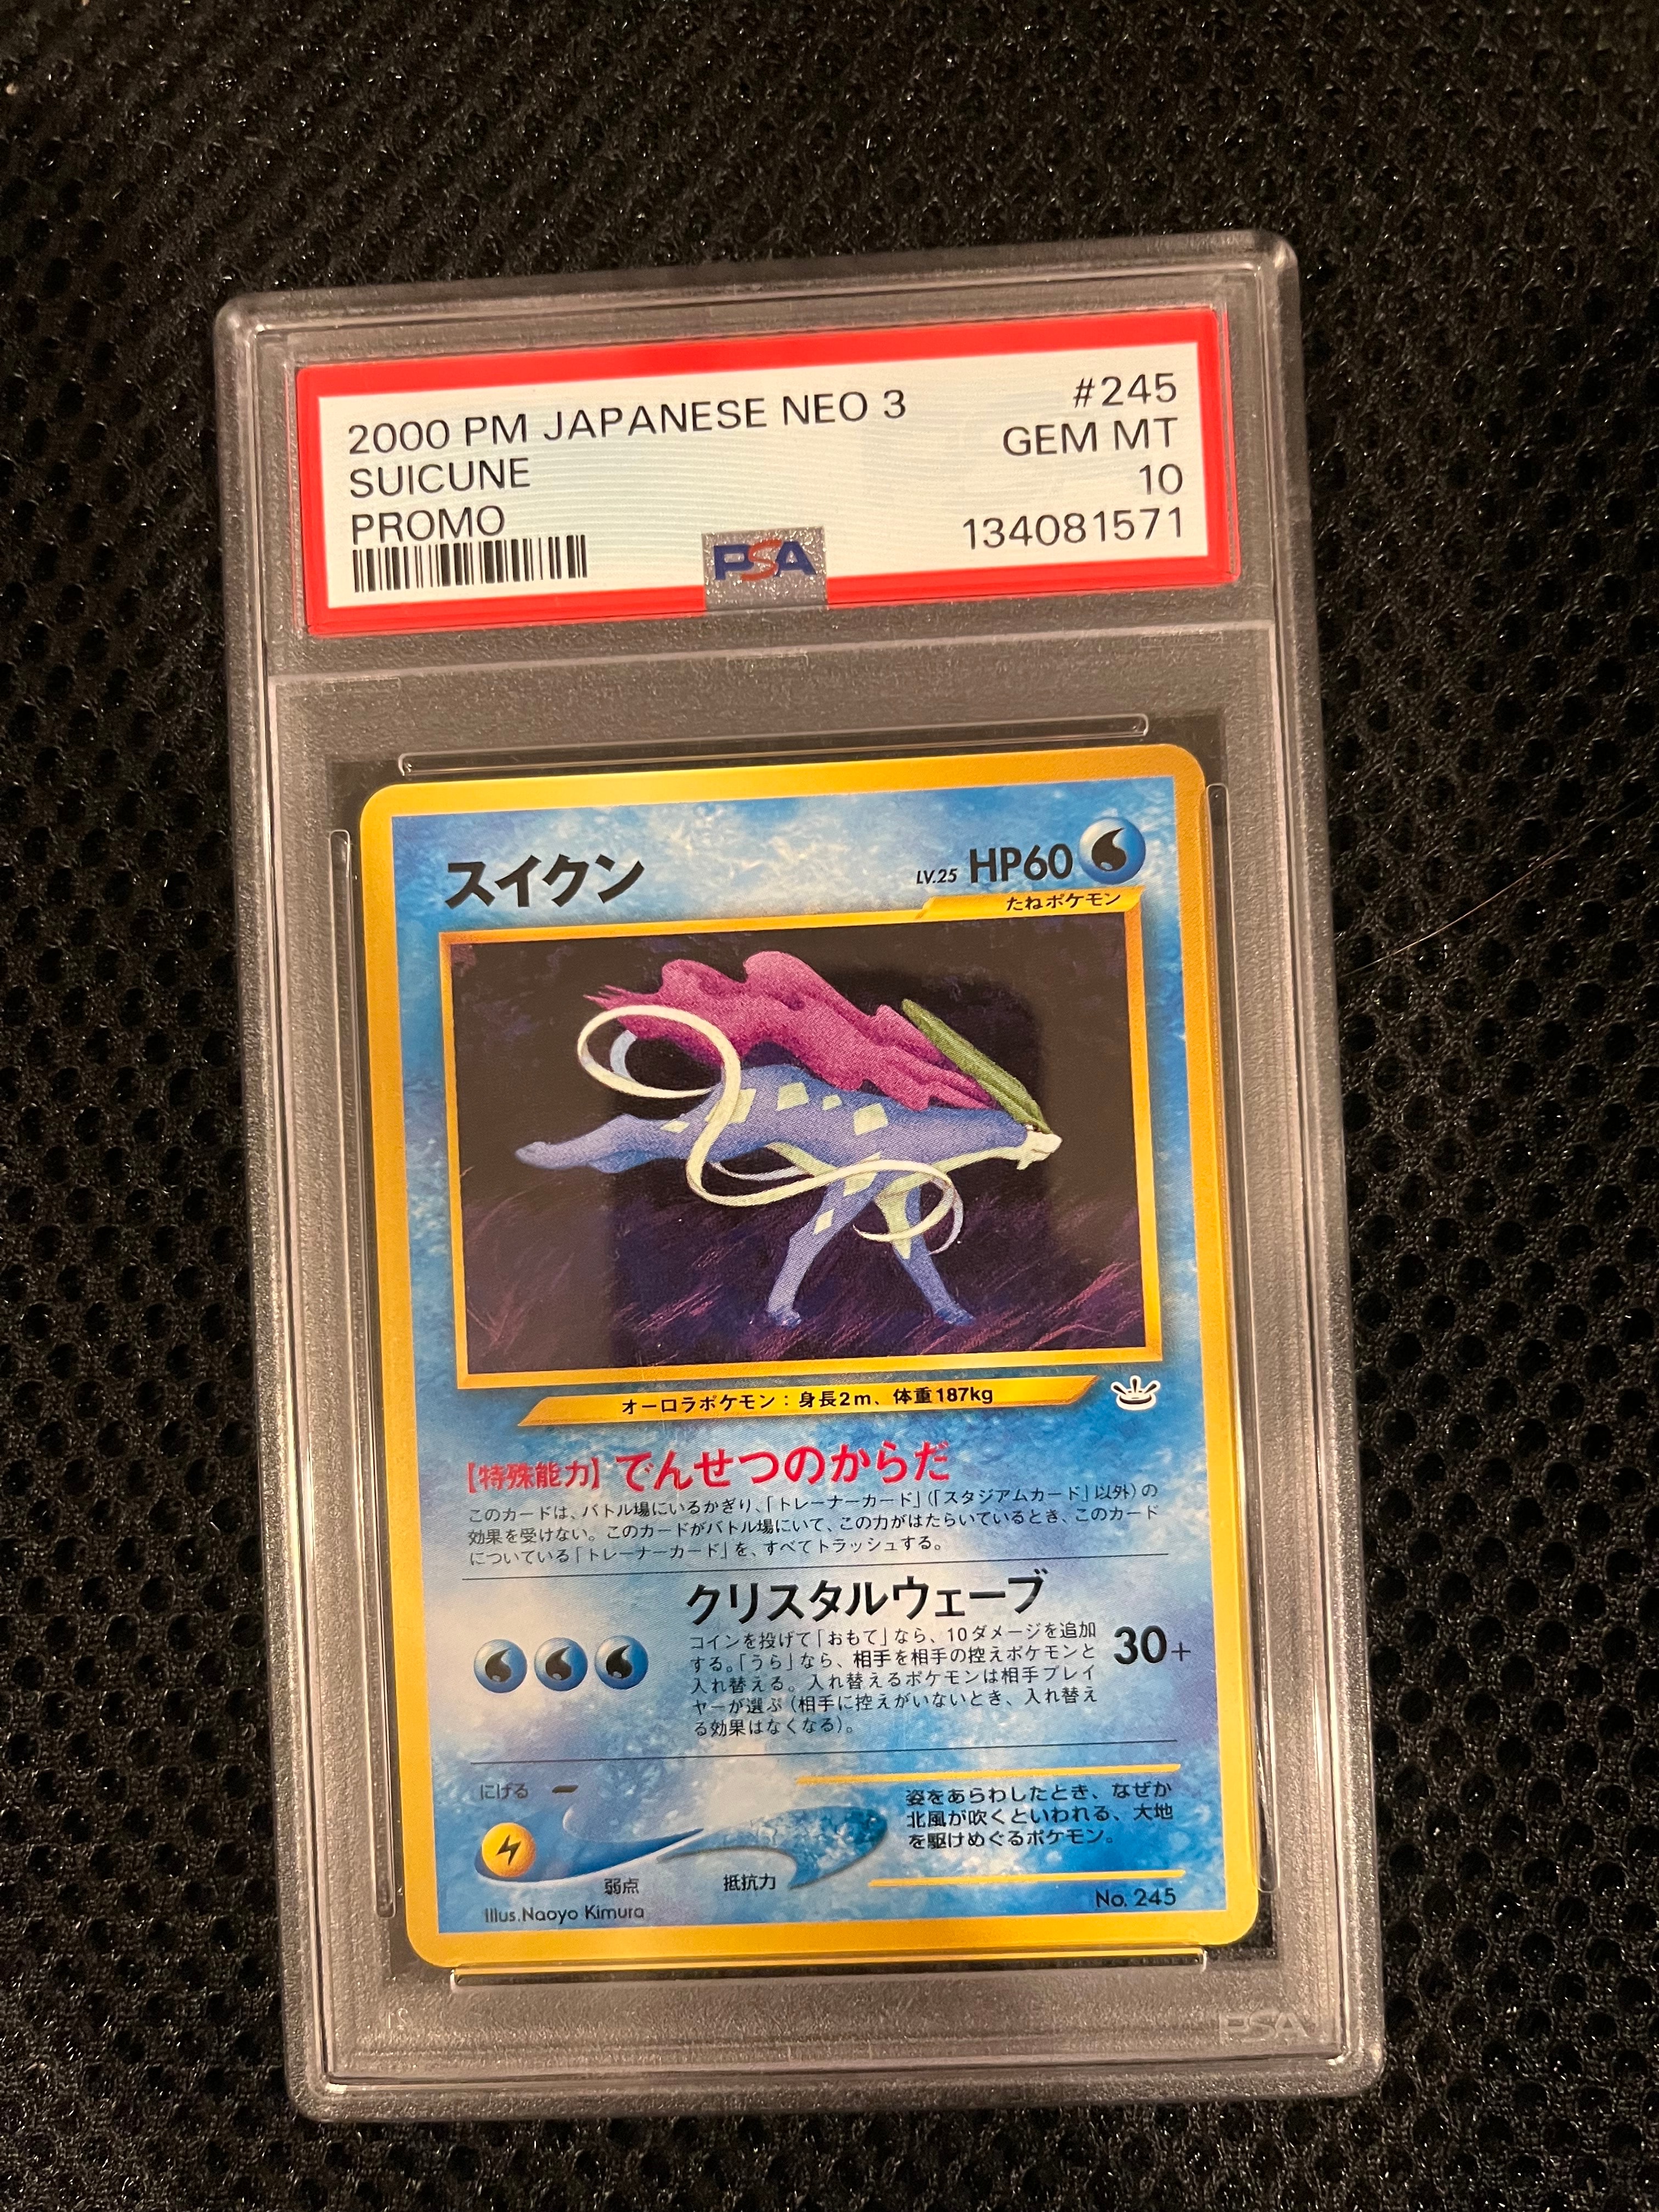 2000 PM JAPANESE NEO 3 #245
SUICUNE GEM MT
PROMO 10
134081571
PSA
スイクン LV.25 HP60
たねポケモン
オーロラポケモン：身長2m、体重187kg
【特殊能力】でんせつのからだ
このカードは、バトル場にいるかぎり、「トレーナーカード」（「スタジアムカード」以外）の
効果を受けない。このカードがバトル場にいて、この力がはたらいているとき、このカード
についている「トレーナーカード」を、すべてトラッシュする。
クリスタルウェーブ
コインを投げて「おもて」なら、10ダメージを追加
する。「うら」なら、相手を相手の控えポケモンと
入れ替える。入れ替えるポケモンは相手プレイ
ヤーが選ぶ（相手に控えがいないとき、入れ替え
る効果はなくなる）。
30+
にげる
弱点
抵抗力
姿をあらわしたとき、なぜか
北風が吹くといわれる、大地
を駆けめぐるポケモン。
Illus.Naoyo Kimura
No. 245
PSA